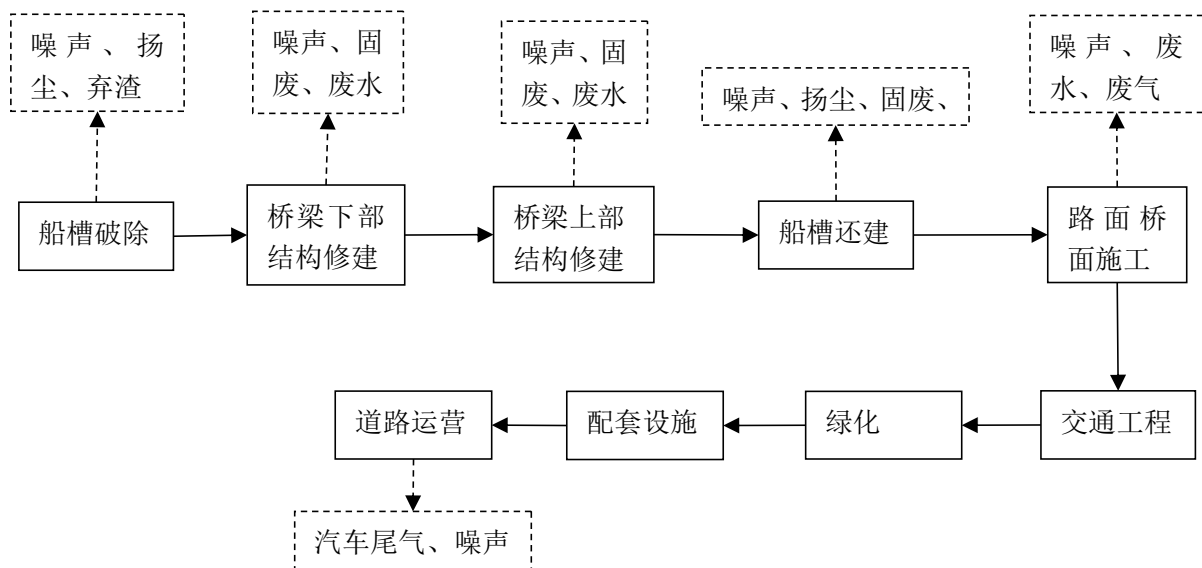 噪声、扬
尘、弃渣
噪声、固
废、废水
噪声、固
废、废水
噪声、扬尘、固废、
噪声、废
水、废气
船槽破除
桥梁下部
结构修建
桥梁上部
结构修建
船槽还建
路面桥
面施工
道路运营
配套设施
绿化
交通工程
汽车尾气、噪声